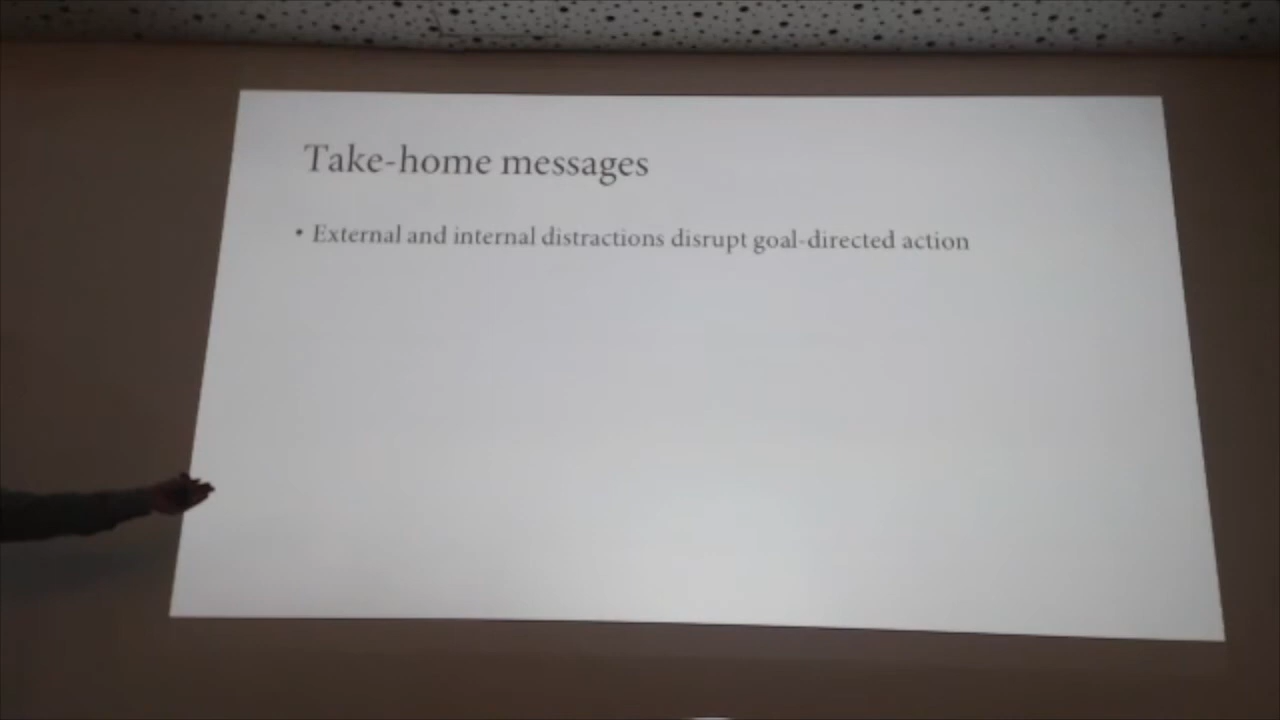 Take-home messages
• External and internal distractions disrupt goal-directed action